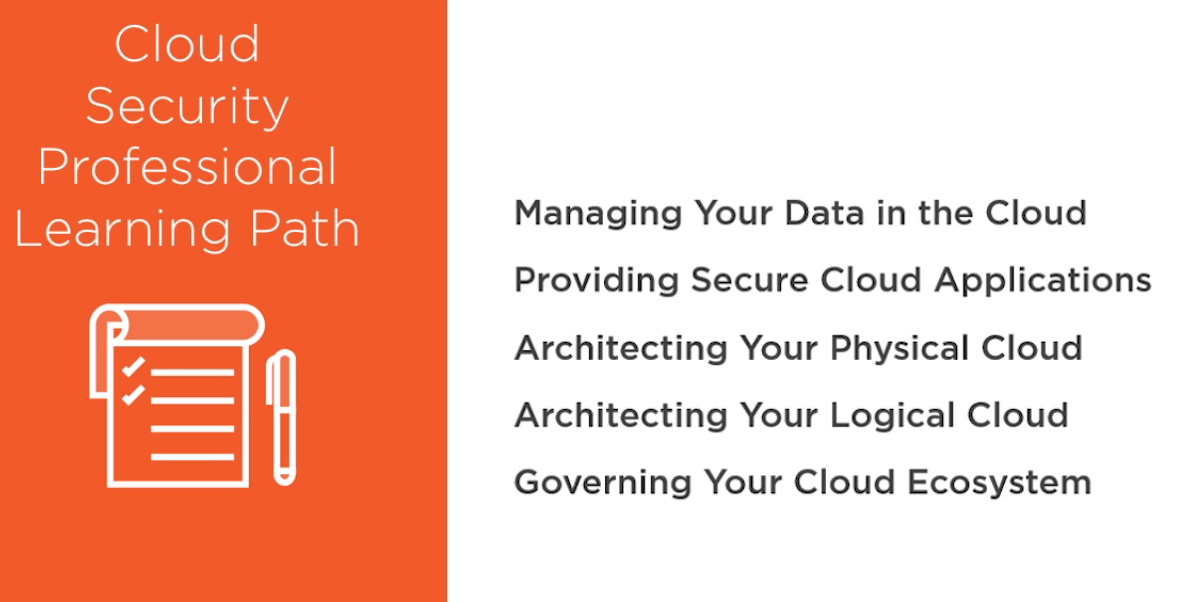 Cloud
Security
Professional
Learning Path
Managing Your Data in the Cloud
Providing Secure Cloud Applications
Architecting Your Physical Cloud
Architecting Your Logical Cloud
Governing Your Cloud Ecosystem